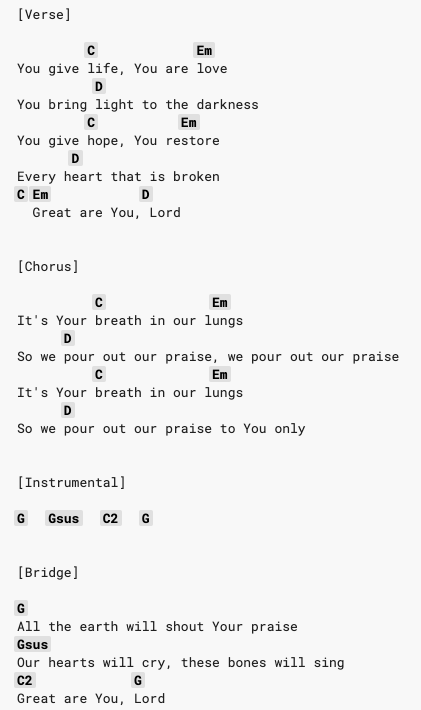 [Verse]
C Em
You give life, You are love
D
You bring light to the darkness
C Em
You give hope, You restore
D
Every heart that is broken
C Em D
Great are You, Lord
[Chorus]
C Em
It's Your breath in our lungs
D
So we pour out our praise, we pour out our praise
C Em
It's Your breath in our lungs
D
So we pour out our praise to You only
[Instrumental]
G Gsus C2 G
[Bridge]
G
All the earth will shout Your praise
Gsus
Our hearts will cry, these bones will sing
C2 G
Great are You, Lord